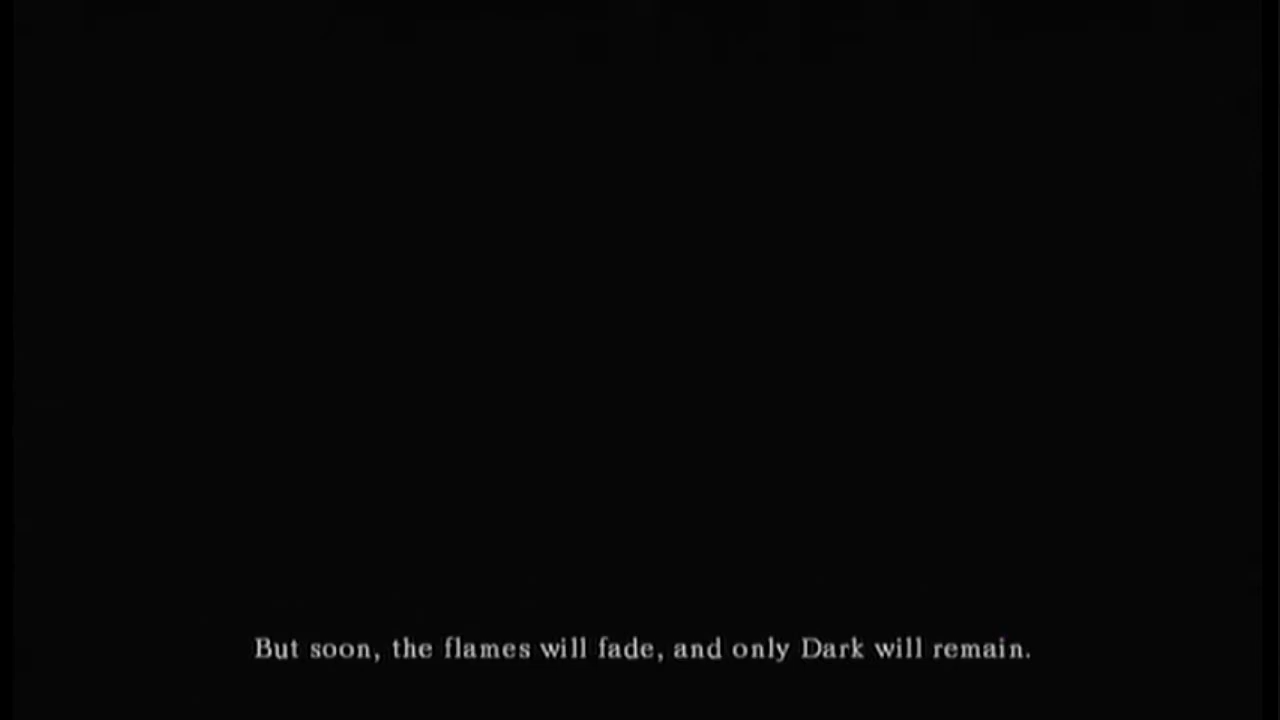 But soon, the flames will fade, and only Dark will remain.